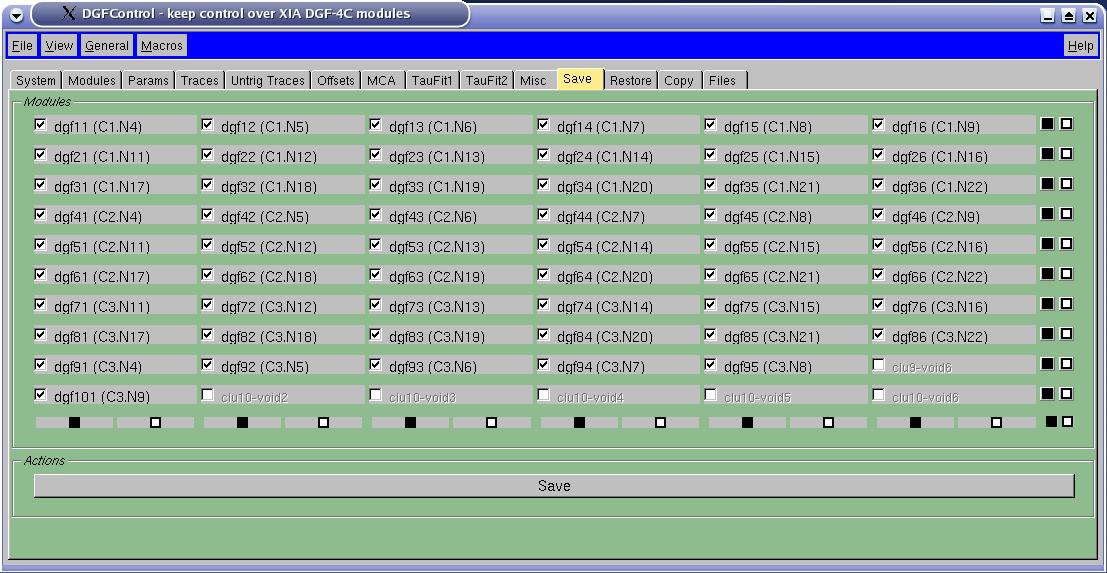 DGFControl - keep control over XIA DGF-4C modules
File View General Macros Help
System Modules Params Traces Untrig Traces Offsets MCA TauFit1 TauFit2 Misc Save Restore Copy Files
Modules
dgf11 (C1.N4) dgf12 (C1.N5) dgf13 (C1.N6) dgf14 (C1.N7) dgf15 (C1.N8) dgf16 (C1.N9)
dgf21 (C1.N11) dgf22 (C1.N12) dgf23 (C1.N13) dgf24 (C1.N14) dgf25 (C1.N15) dgf26 (C1.N16)
dgf31 (C1.N17) dgf32 (C1.N18) dgf33 (C1.N19) dgf34 (C1.N20) dgf35 (C1.N21) dgf36 (C1.N22)
dgf41 (C2.N4) dgf42 (C2.N5) dgf43 (C2.N6) dgf44 (C2.N7) dgf45 (C2.N8) dgf46 (C2.N9)
dgf51 (C2.N11) dgf52 (C2.N12) dgf53 (C2.N13) dgf54 (C2.N14) dgf55 (C2.N15) dgf56 (C2.N16)
dgf61 (C2.N17) dgf62 (C2.N18) dgf63 (C2.N19) dgf64 (C2.N20) dgf65 (C2.N21) dgf66 (C2.N22)
dgf71 (C3.N11) dgf72 (C3.N12) dgf73 (C3.N13) dgf74 (C3.N14) dgf75 (C3.N15) dgf76 (C3.N16)
dgf81 (C3.N17) dgf82 (C3.N18) dgf83 (C3.N19) dgf84 (C3.N20) dgf85 (C3.N21) dgf86 (C3.N22)
dgf91 (C3.N4) dgf92 (C3.N5) dgf93 (C3.N6) dgf94 (C3.N7) dgf95 (C3.N8) clu9-void6
dgf101 (C3.N9) clu10-void2 clu10-void3 clu10-void4 clu10-void5 clu10-void6
Actions
Save